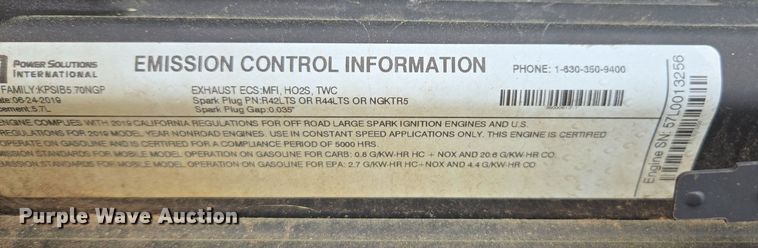 POWER SOLUTIONS
INTERNATIONAL
EMISSION CONTROL INFORMATION
PHONE: 1-630-350-9400
FAMILY:KPSIB5.70NGP
EXHAUST ECS:MFI, HO2S, TWC
06-24-2019
Spark Plug PN:R42LTS OR R44LTS OR NGKTR5
5.7L
Spark Plug Gap:0.035"
ENGINE COMPLIES WITH 2019 CALIFORNIA REGULATIONS FOR OFF ROAD LARGE SPARK IGNITION ENGINES AND U.S.
REGULATIONS FOR 2019 MODEL YEAR NONROAD ENGINES. USE IN CONSTANT SPEED APPLICATIONS ONLY. THIS ENGINE
OPERATE ON GASOLINE AND IS CERTIFIED FOR A COMPLIANCE PERIOD OF 5000 HRS.
EMISSION STANDARDS FOR MOBILE MODEL OPERATION ON GASOLINE FOR CARB: 0.8 G/KW-HR HC + NOX AND 20.6 G/KW-HR CO.
STANDARDS FOR MOBILE MODEL OPERATION ON GASOLINE FOR EPA: 2.7 G/KW-HR HC+ NOX AND 4.4 G/KW-HR CO.
Engine SN: 57L0013256
Purple Wave Auction